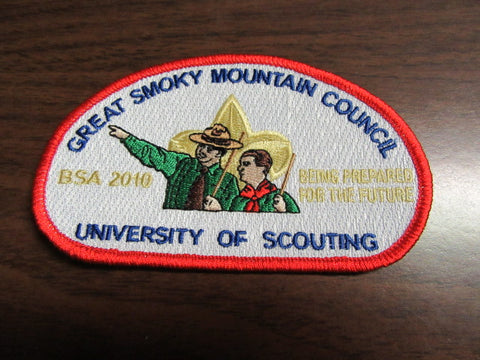 GREAT SMOKY MOUNTAIN COUNCIL
BSA 2010
BEING PREPARED
FOR THE FUTURE
UNIVERSITY OF SCOUTING